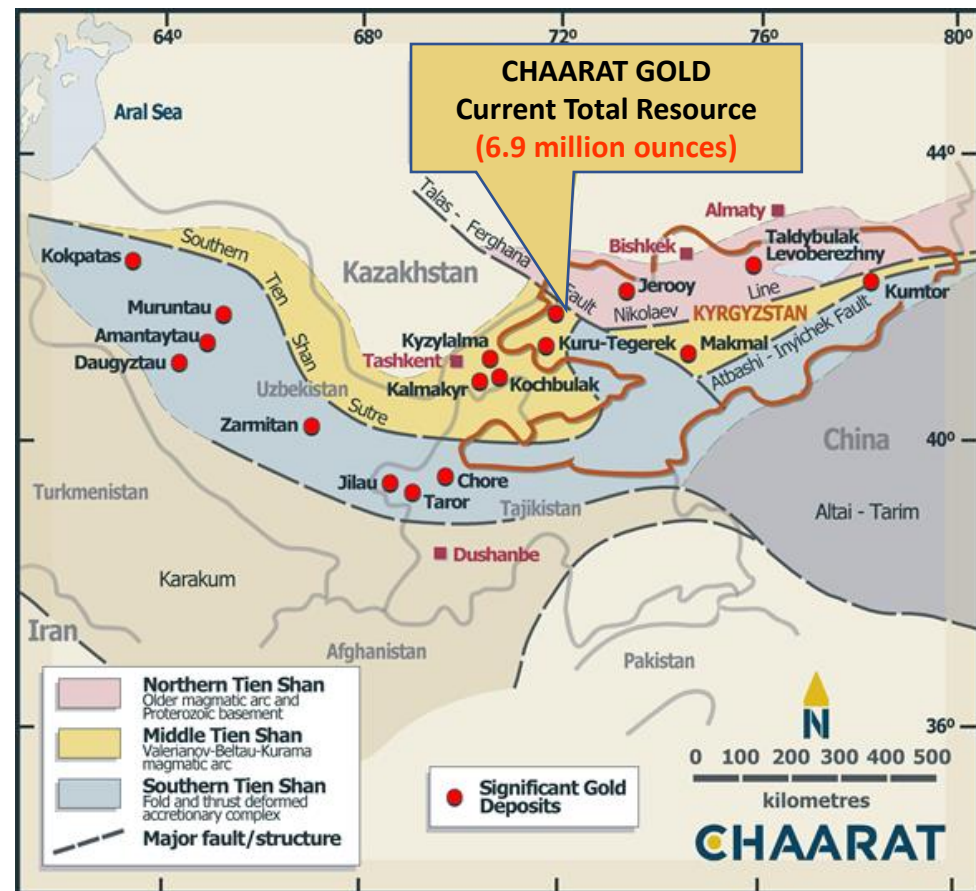 64º 68º 72º 76º 80º
CHAARAT GOLD
Current Total Resource
(6.9 million ounces)
Aral Sea
44º
Talas - Ferghana Fault
Almaty
Bishkek
Taldybulak
Levoberezhny
Kokpatas
Southern Tien Shan Sutre
Kazakhstan
Jerooy
Nikolaev Line
KYRGYZSTAN
Kumtor
Muruntau
Amantaytau
Daugyztau
Kyzylalma
Kuru-Tegerek
Makmal
Atbashi - Inyichek Fault
Tashkent
Uzbekistan
Kalmakyr
Kochbulak
Zarmitan
China
40º
Jilau
Chore
Taror
Turkmenistan
Tajikistan
Altai - Tarim
Dushanbe
Karakum
Iran
Afghanistan
Pakistan
Northern Tien Shan
Older magmatic arc and
Proterozoic basement
Middle Tien Shan
Valerianov-Beltau-Kurama
magmatic arc
Southern Tien Shan
Fold and thrust deformed
accretionary complex
Major fault/structure
Significant Gold
Deposits
N
36º
0 100 200 300 400 500
kilometres
CHAARAT